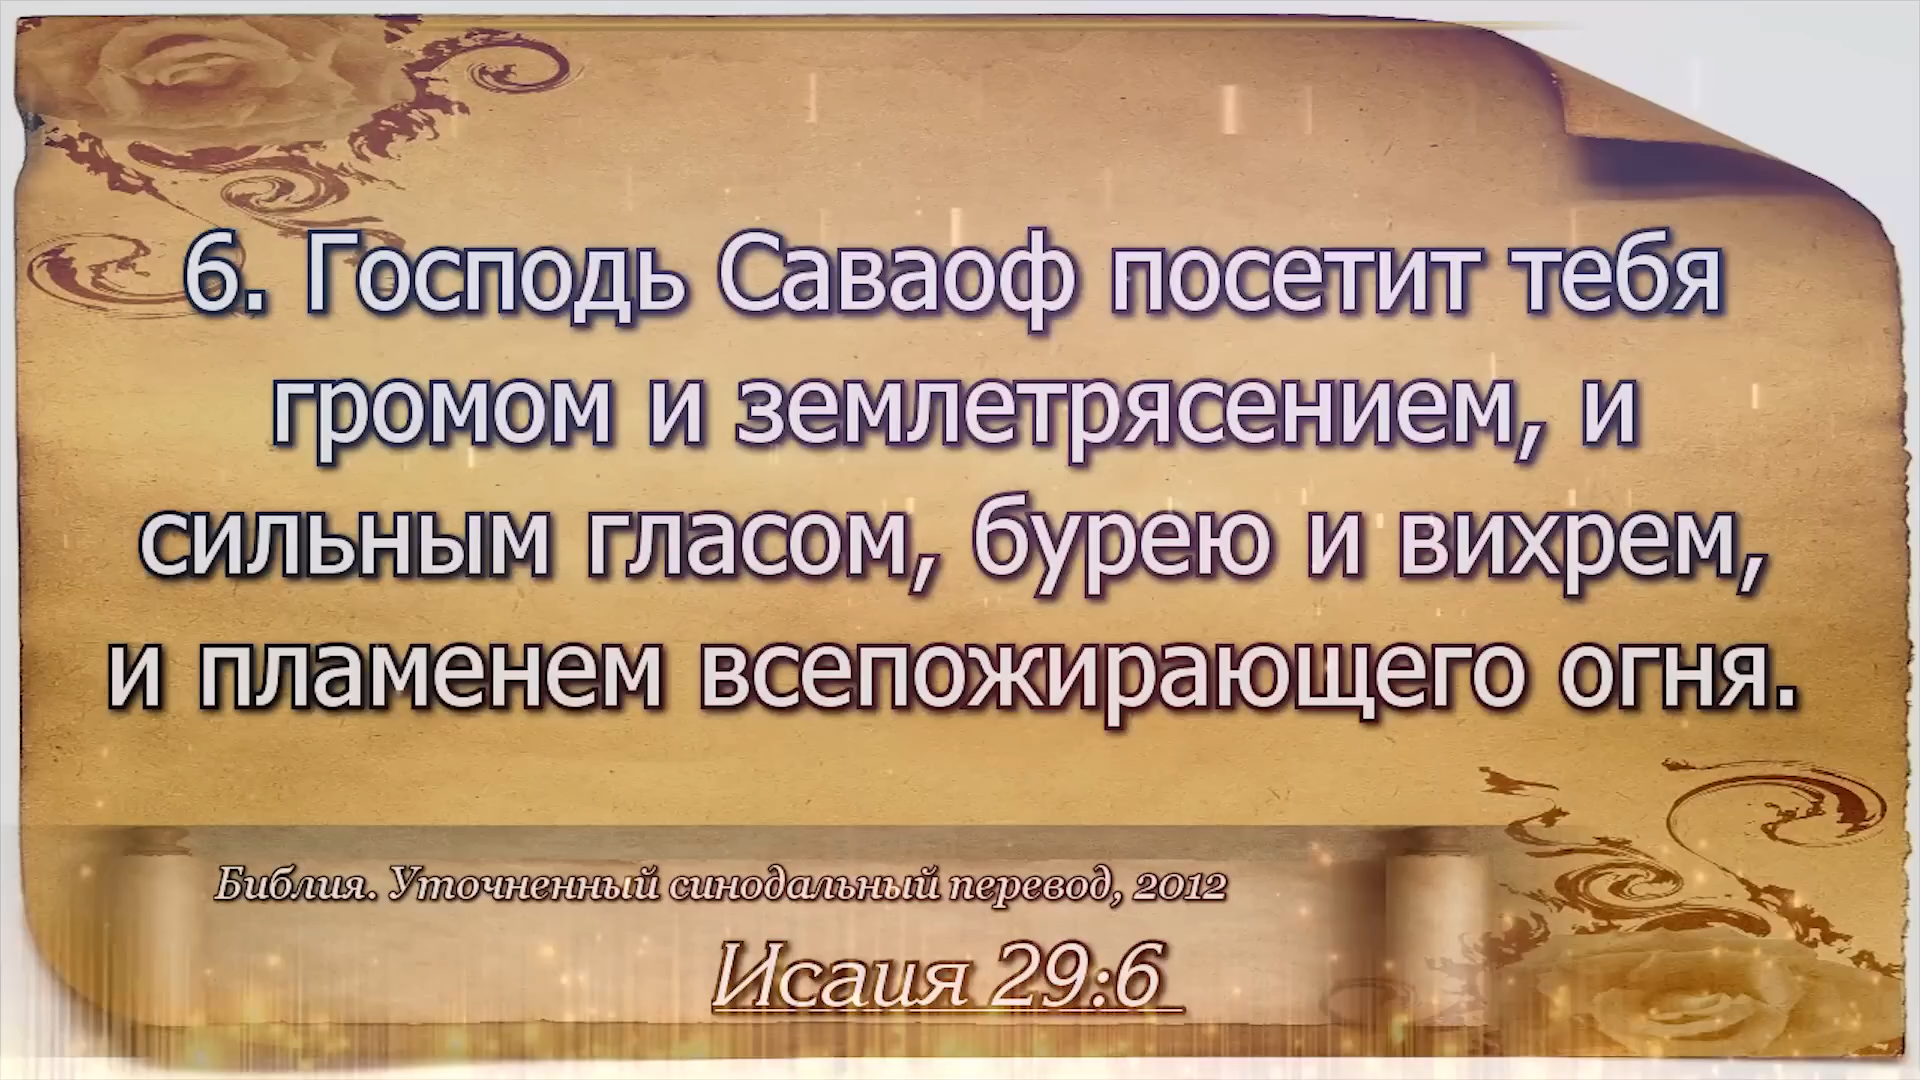 6. Господь Саваоф посетит тебя
громом и землетрясением, и
сильным гласом, бурею и вихрем,
и пламенем всепожирающего огня.
Библия. Уточненный синодальный перевод, 2012
Исаия 29:6